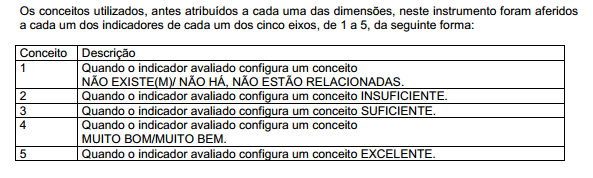 Os conceitos utilizados, antes atribuídos a cada uma das dimensões, neste instrumento foram aferidos
a cada um dos indicadores de cada um dos cinco eixos, de 1 a 5, da seguinte forma:
Conceito Descrição
1 Quando o indicador avaliado configura um conceito
NÃO EXISTE(M)/ NÃO HÁ, NÃO ESTÃO RELACIONADAS.
2 Quando o indicador avaliado configura um conceito INSUFICIENTE.
3 Quando o indicador avaliado configura um conceito SUFICIENTE.
4 Quando o indicador avaliado configura um conceito
MUITO BOM/MUITO BEM.
5 Quando o indicador avaliado configura um conceito EXCELENTE.